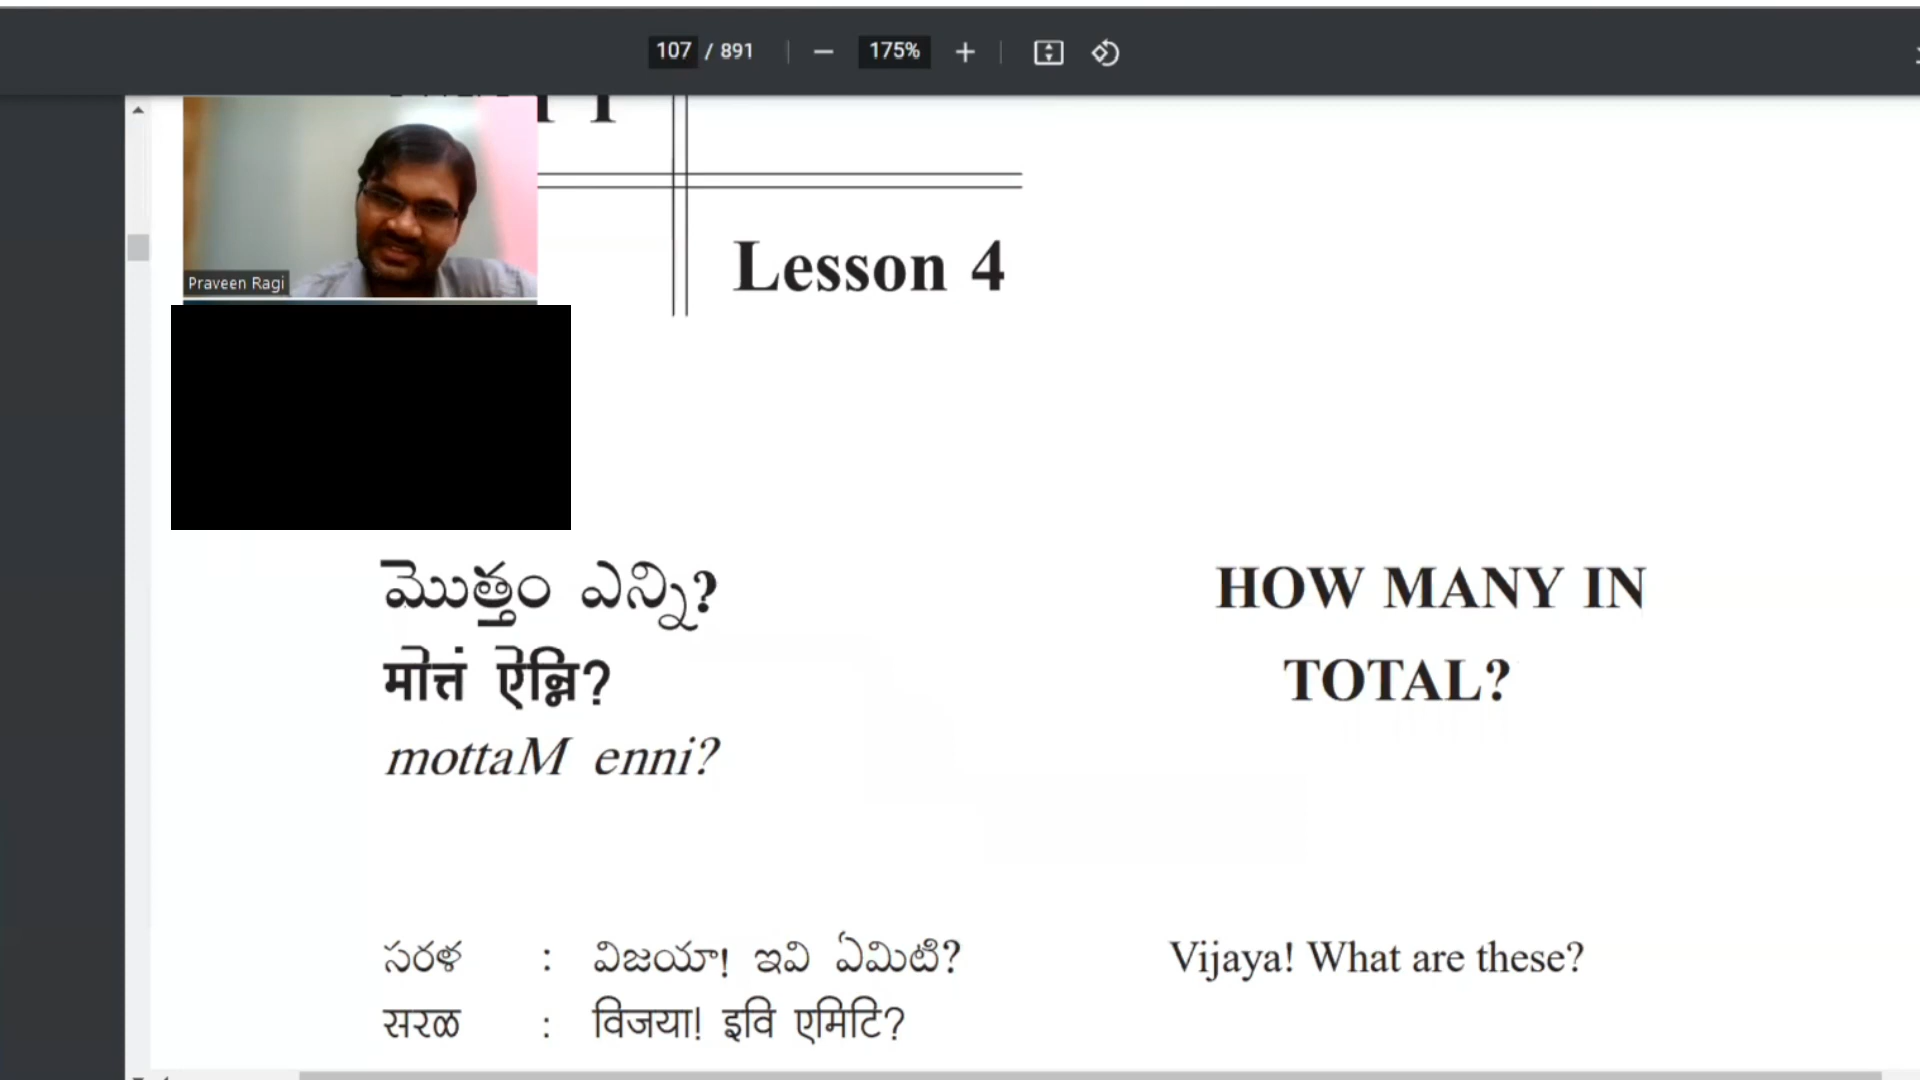 107 / 891
175%
Praveen Ragi
Lesson 4
మొత్తం ఎన్ని?
मॊत्तं ऎन्नि?
mottaM enni?
HOW MANY IN
TOTAL?
సరళ : విజయా! ఇవి ఏమిటి? Vijaya! What are these?
सरळ : विजया! इवि एमिटि?